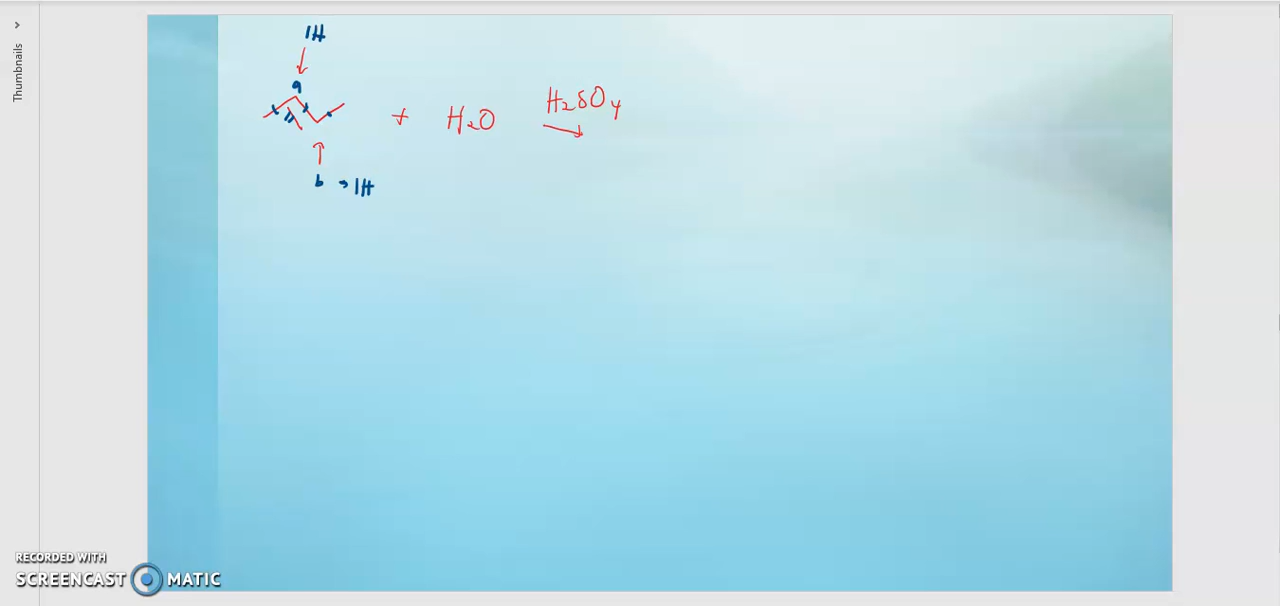 Thumbnails
1H
a
+ H₂O H₂SO₄
b → 1H
RECORDED WITH
SCREENCAST MATIC